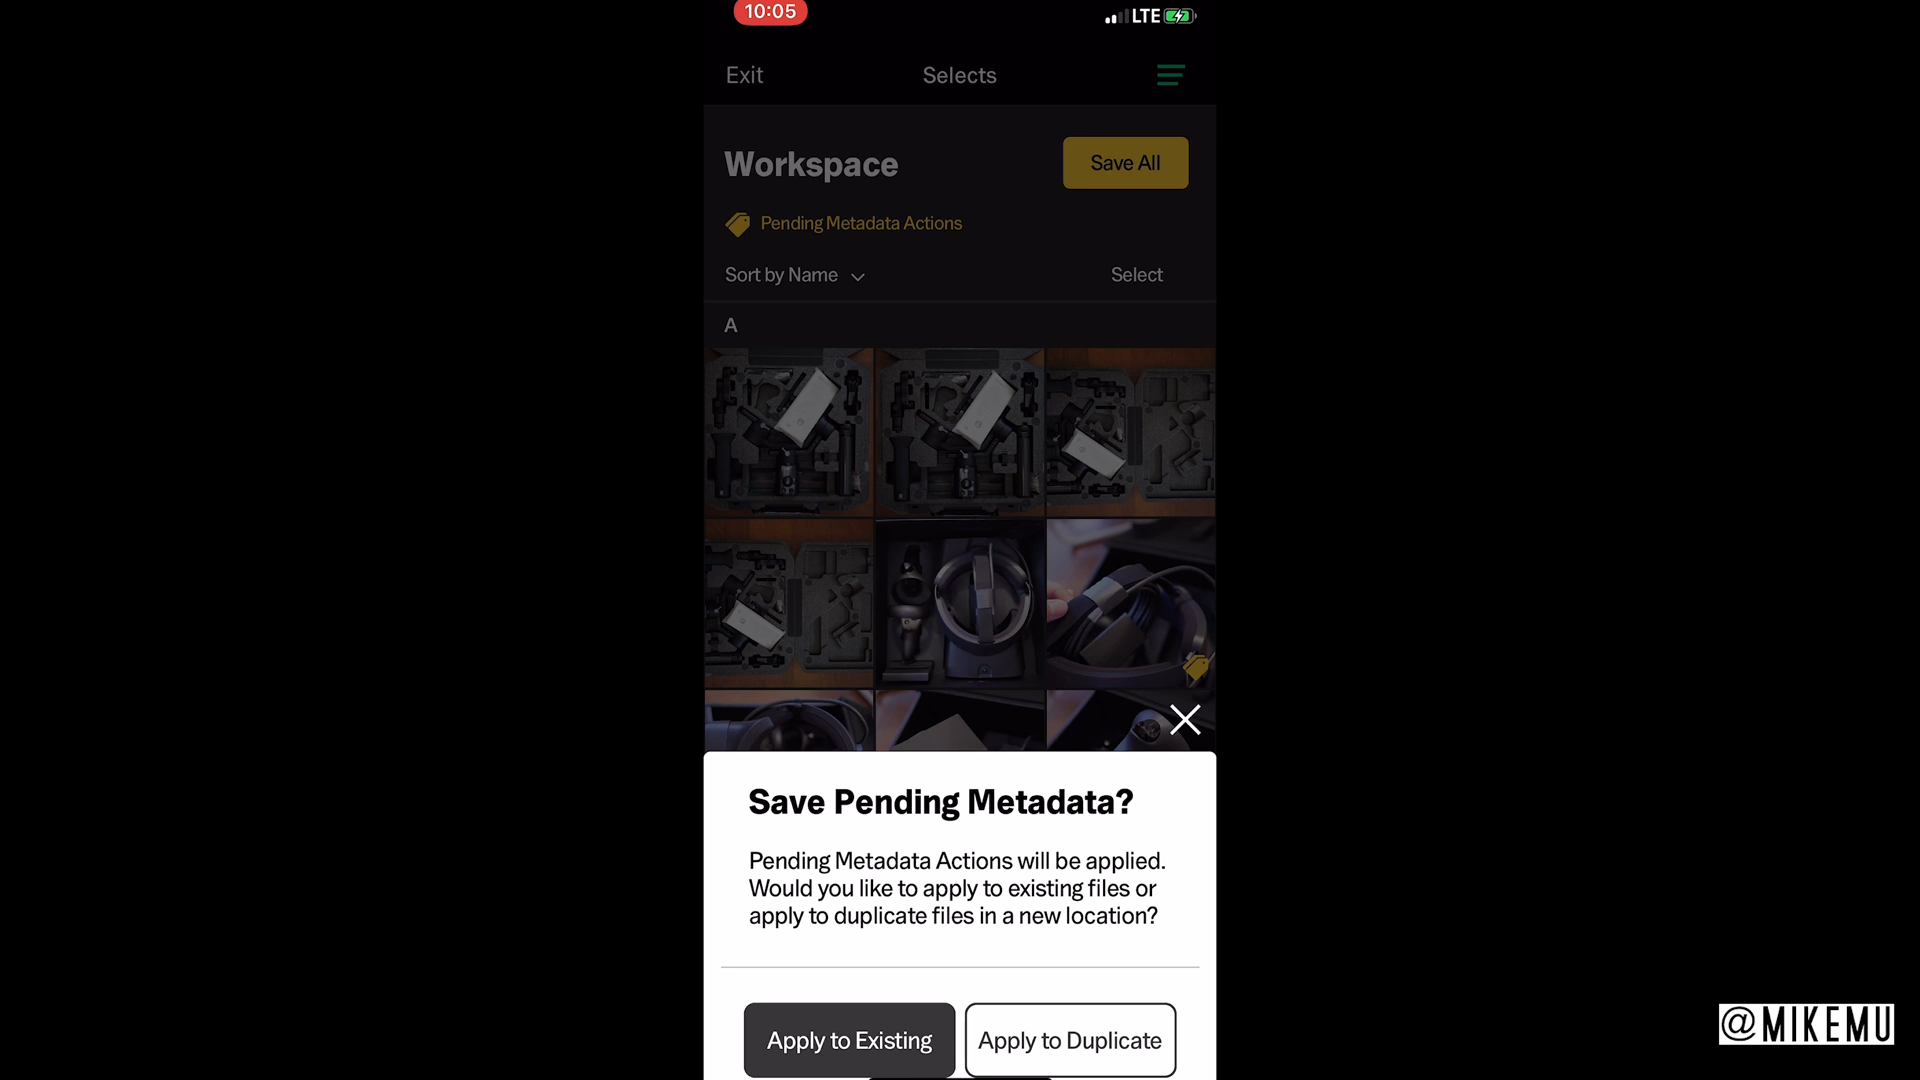 10:05
LTE
Exit
Selects
Workspace
Save All
Pending Metadata Actions
Sort by Name
Select
A
Save Pending Metadata?
Pending Metadata Actions will be applied.
Would you like to apply to existing files or
apply to duplicate files in a new location?
Apply to Existing
Apply to Duplicate
@MIKEMU